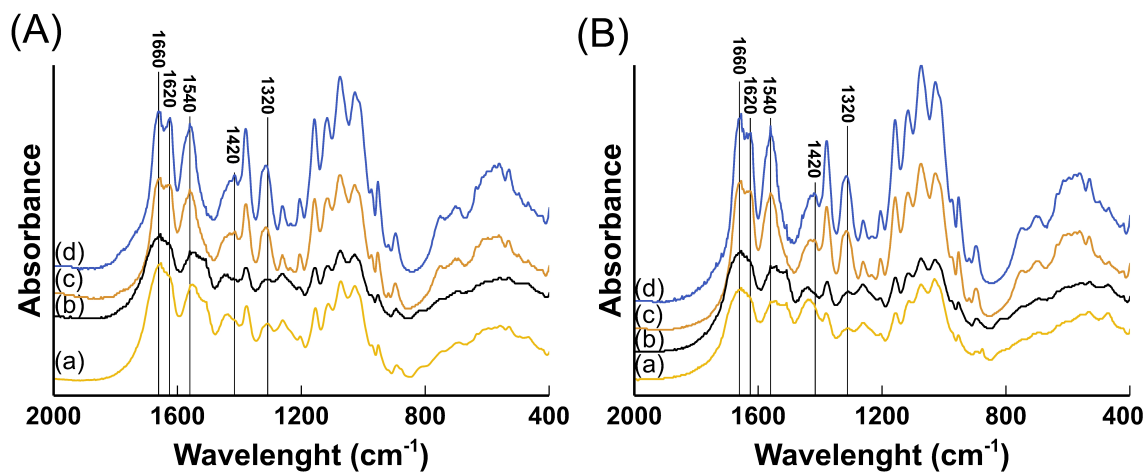 (A)
1660
1620
1540
1420
1320
Absorbance
(d)
(c)
(b)
(a)
2000
1600
1200
800
400
Wavelenght (cm-1)
(B)
1660
1620
1540
1420
1320
Absorbance
(d)
(c)
(b)
(a)
2000
1600
1200
800
400
Wavelenght (cm-1)